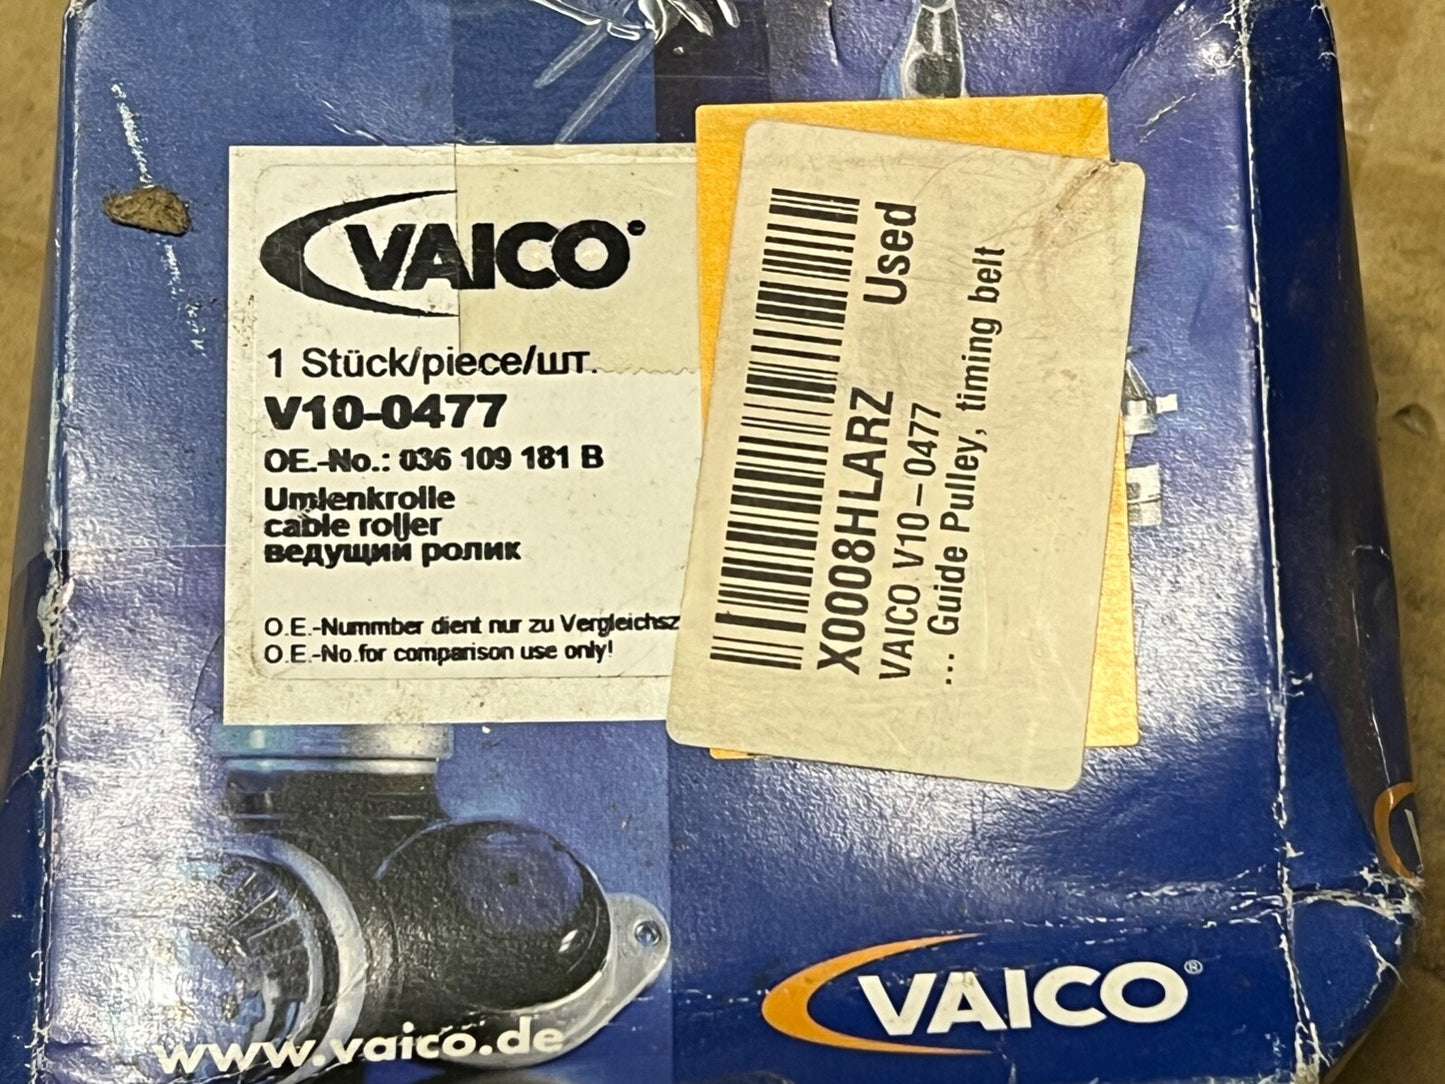 VAICO
1 Stück/piece/шт.
V10-0477
OE.-No.: 036 109 181 B
Umlenkrolle
cable roller
ведущий ролик
O.E.-Nummber dient nur zu Vergleichsz
O.E.-No.for comparison use only!
X0008HLARZ Used
VAICO V10-0477
... Guide Pulley, timing belt
www.vaico.de
VAICO®